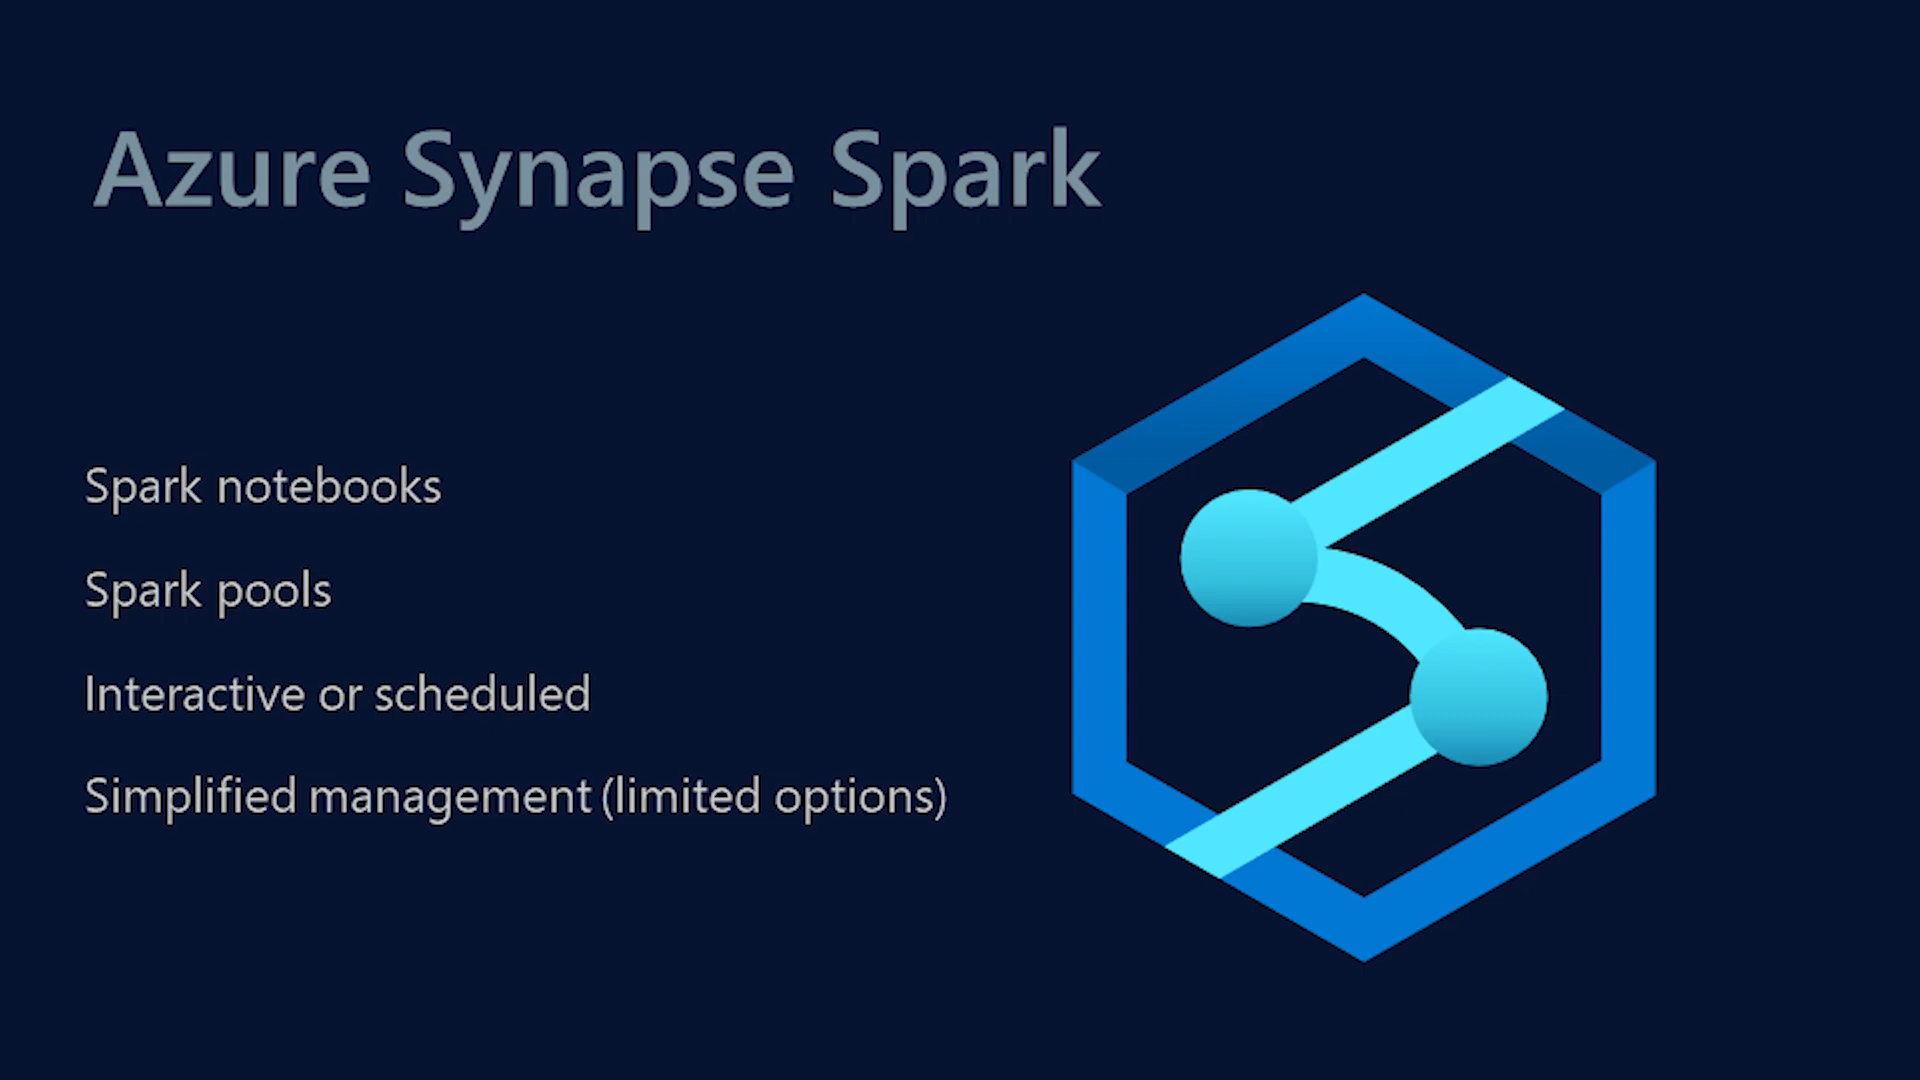 Azure Synapse Spark
Spark notebooks
Spark pools
Interactive or scheduled
Simplified management (limited options)